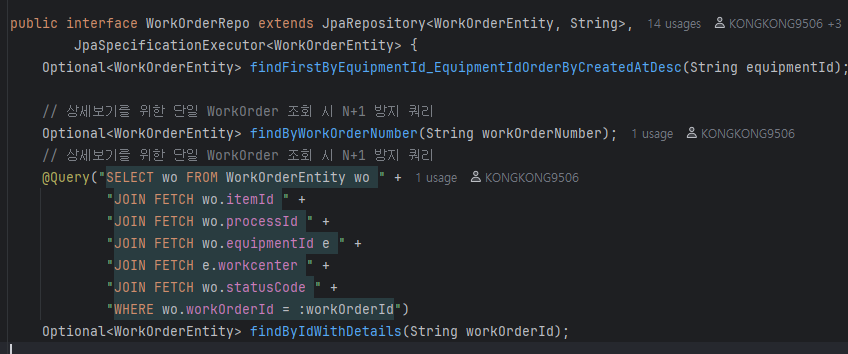 public interface WorkOrderRepo extends JpaRepository<WorkOrderEntity, String>, 14 usages KONGKONG9506 +3
JpaSpecificationExecutor<WorkOrderEntity> {
Optional<WorkOrderEntity> findFirstByEquipmentId_EquipmentIdOrderByCreatedAtDesc(String equipmentId);
// 상세보기를 위한 단일 WorkOrder 조회 시 N+1 방지 쿼리
Optional<WorkOrderEntity> findByWorkOrderNumber(String workOrderNumber); 1 usage KONGKONG9506
// 상세보기를 위한 단일 WorkOrder 조회 시 N+1 방지 쿼리
@Query("SELECT wo FROM WorkOrderEntity wo " + 1 usage KONGKONG9506
"JOIN FETCH wo.itemId " +
"JOIN FETCH wo.processId " +
"JOIN FETCH wo.equipmentId e " +
"JOIN FETCH e.workcenter " +
"JOIN FETCH wo.statusCode " +
"WHERE wo.workOrderId = :workOrderId")
Optional<WorkOrderEntity> findByIdWithDetails(String workOrderId);